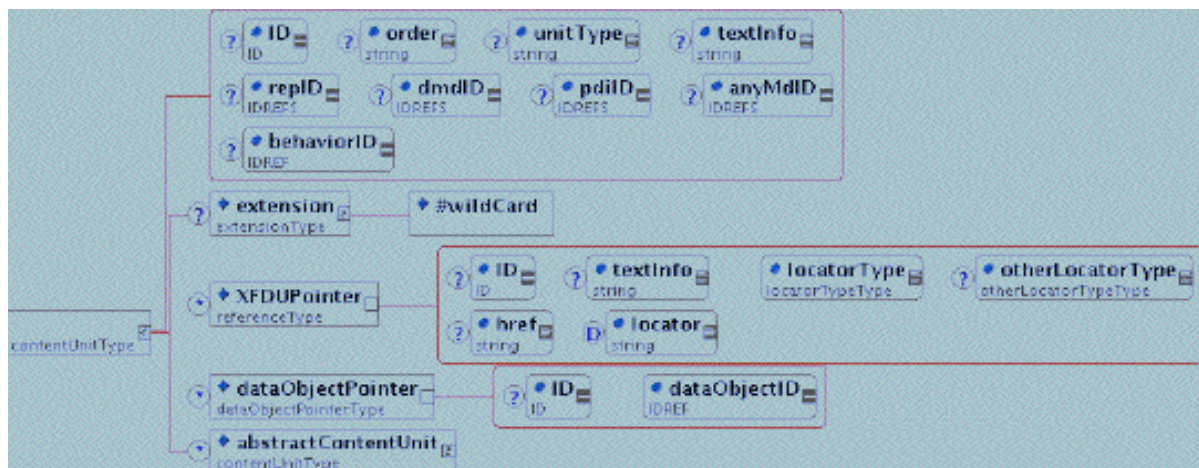 ? ID ? order ? unitType ? textInfo
ID string string string
? repID ? dmdID ? pdiID ? anyMdID
IDREFS IDREFS IDREFS IDREFS
? behaviorID
IDREF
? extension #wildCard
extensionType
? ID ? textInfo locatorType ? otherLocatorType
ID string locatorTypeType otherLocatorTypeType
* XFDUPointer
referenceType
? href D locator
string string
contentUnitType
* dataObjectPointer ? ID dataObjectID
dataObjectPointerType ID IDREF
* abstractContentUnit
contentUnitType